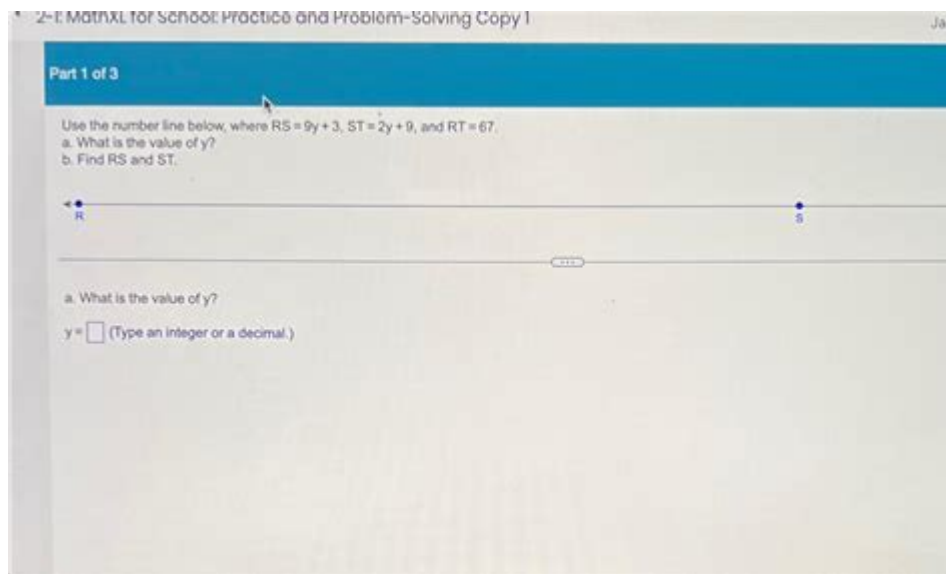 2-1: MathXL for School: Practice and Problem-Solving Copy 1
Ja
Part 1 of 3
Use the number line below, where RS = 9y + 3, ST = 2y + 9, and RT = 67.
a. What is the value of y?
b. Find RS and ST.
R S
a. What is the value of y?
y = (Type an integer or a decimal.)